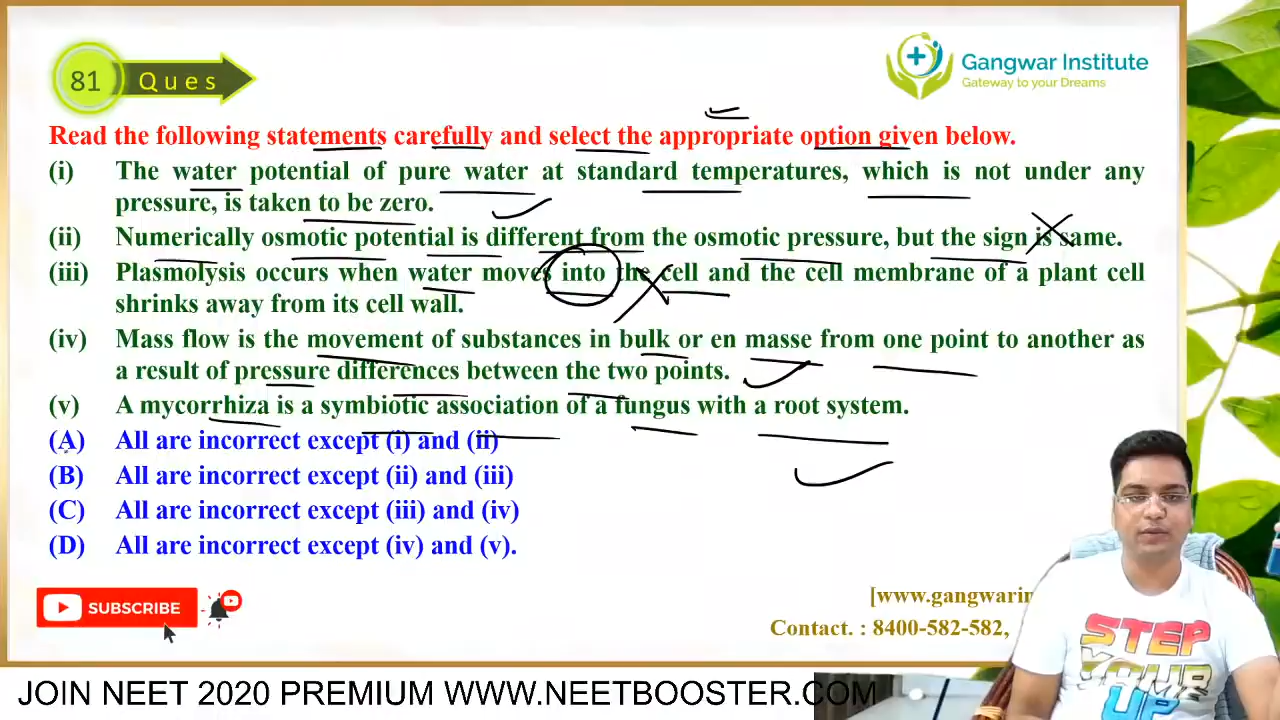 81 Ques
Gangwar Institute
Gateway to your Dreams
Read the following statements carefully and select the appropriate option given below.
(i) The water potential of pure water at standard temperatures, which is not under any
pressure, is taken to be zero.
(ii) Numerically osmotic potential is different from the osmotic pressure, but the sign is same.
(iii) Plasmolysis occurs when water moves into the cell and the cell membrane of a plant cell
shrinks away from its cell wall.
(iv) Mass flow is the movement of substances in bulk or en masse from one point to another as
a result of pressure differences between the two points.
(v) A mycorrhiza is a symbiotic association of a fungus with a root system.
(A) All are incorrect except (i) and (ii)
(B) All are incorrect except (ii) and (iii)
(C) All are incorrect except (iii) and (iv)
(D) All are incorrect except (iv) and (v).
SUBSCRIBE
[www.gangwarin
Contact. : 8400-582-582,
STEP
YOUR
UP
JOIN NEET 2020 PREMIUM WWW.NEETBOOSTER.COM